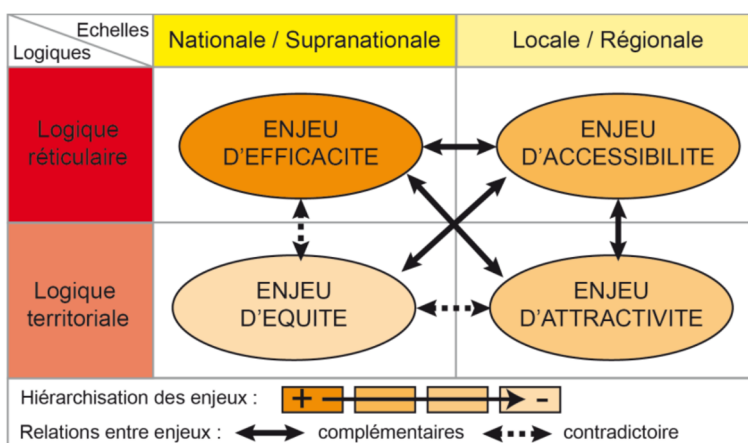 Echelles
Logiques
Nationale / Supranationale
Locale / Régionale
Logique
réticulaire
ENJEU
D'EFFICACITE
ENJEU
D'ACCESSIBILITE
Logique
territoriale
ENJEU
D'EQUITE
ENJEU
D'ATTRACTIVITE
Hiérarchisation des enjeux : + -
Relations entre enjeux : complémentaires contradictoire